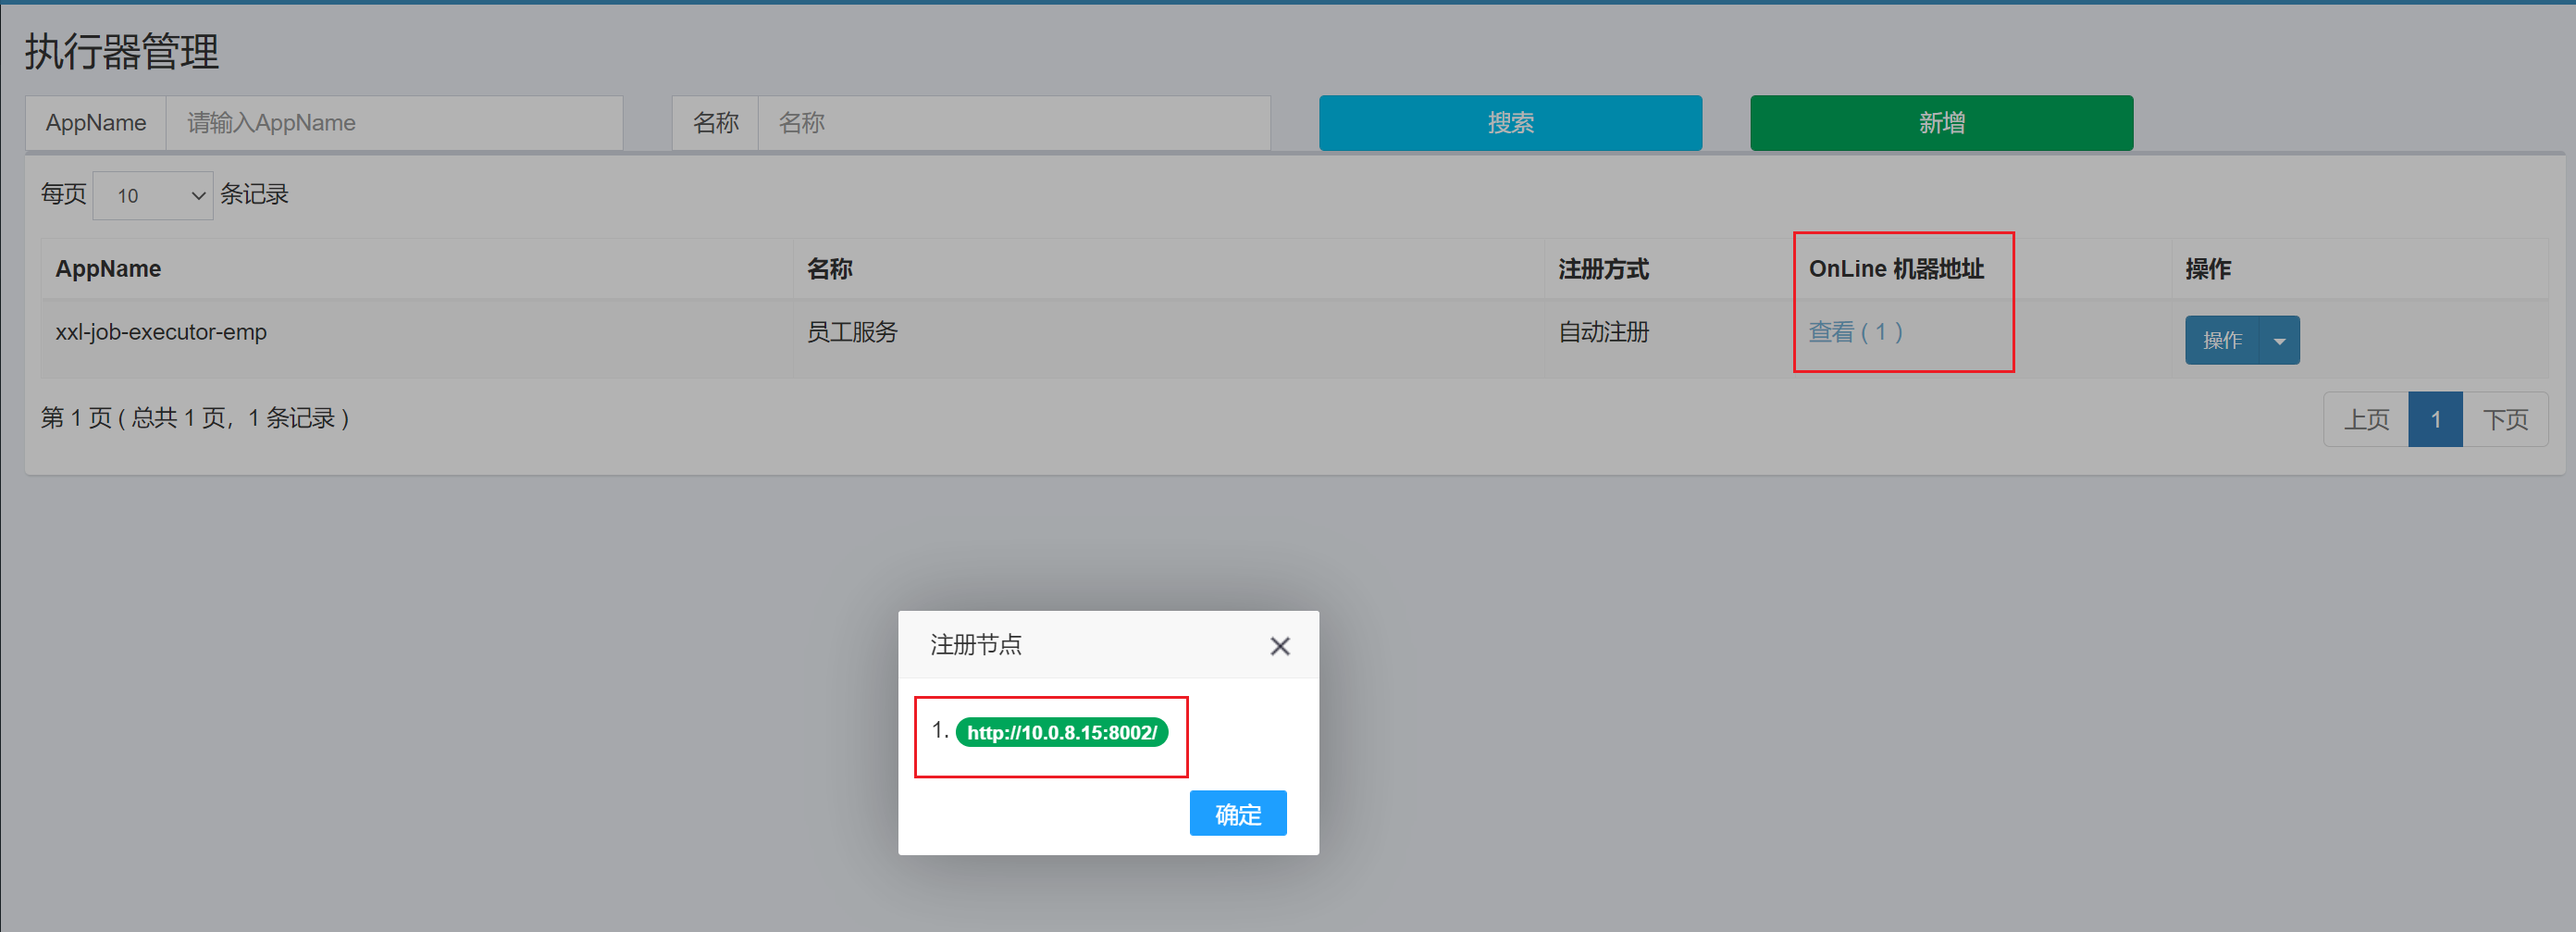 执行器管理
AppName 请输入AppName 名称 名称 搜索 新增
每页 10 条记录
AppName 名称 注册方式 OnLine 机器地址 操作
xxl-job-executor-emp 员工服务 自动注册 查看 ( 1 ) 操作
第 1 页 ( 总共 1 页，1 条记录 ) 上页 1 下页
注册节点
1. http://10.0.8.15:8002/
确定